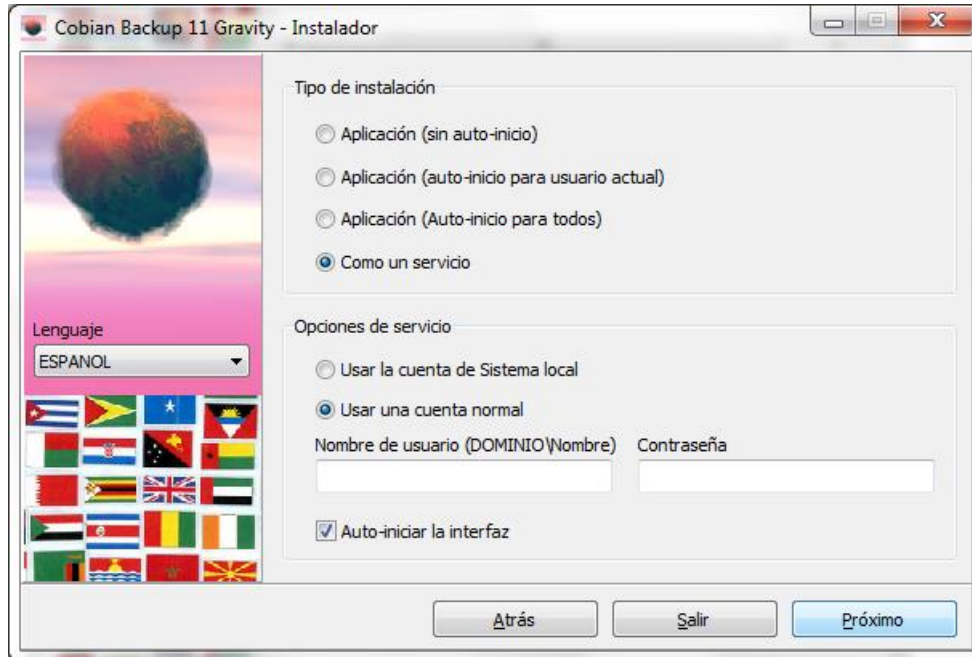 Cobian Backup 11 Gravity - Instalador
Tipo de instalación
Aplicación (sin auto-inicio)
Aplicación (auto-inicio para usuario actual)
Aplicación (Auto-inicio para todos)
Como un servicio
Lenguaje
ESPANOL
Opciones de servicio
Usar la cuenta de Sistema local
Usar una cuenta normal
Nombre de usuario (DOMINIO\Nombre) Contraseña
Auto-iniciar la interfaz
Atrás Salir Próximo